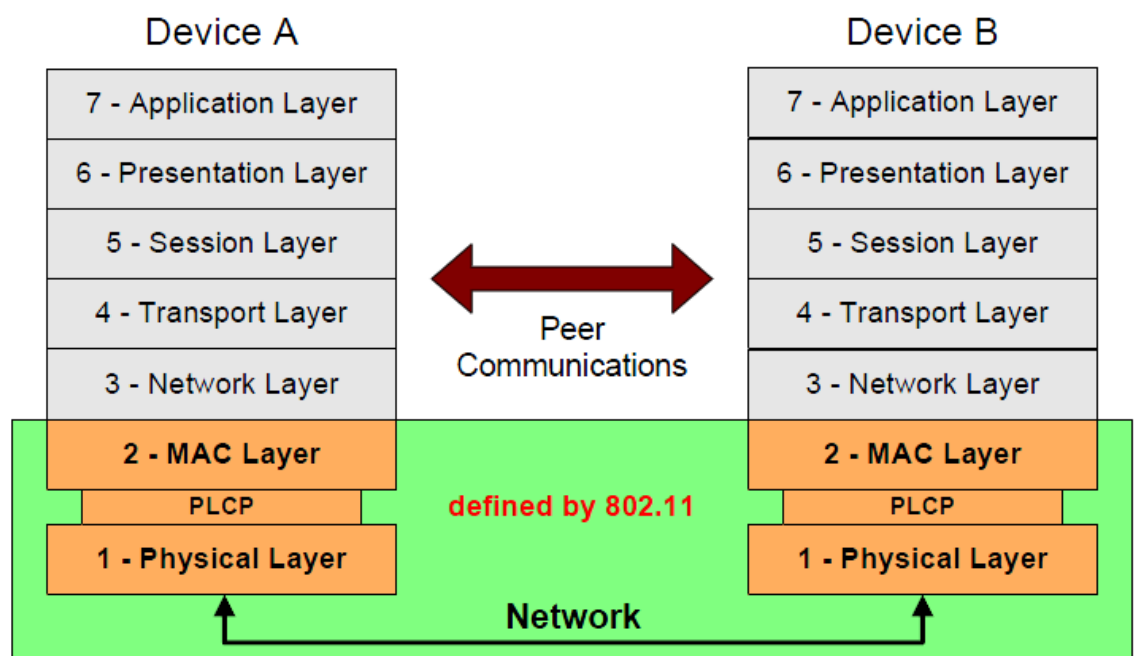 Device A
7 - Application Layer
6 - Presentation Layer
5 - Session Layer
4 - Transport Layer
3 - Network Layer
2 - MAC Layer
PLCP
1 - Physical Layer
Peer
Communications
defined by 802.11
Network
Device B
7 - Application Layer
6 - Presentation Layer
5 - Session Layer
4 - Transport Layer
3 - Network Layer
2 - MAC Layer
PLCP
1 - Physical Layer